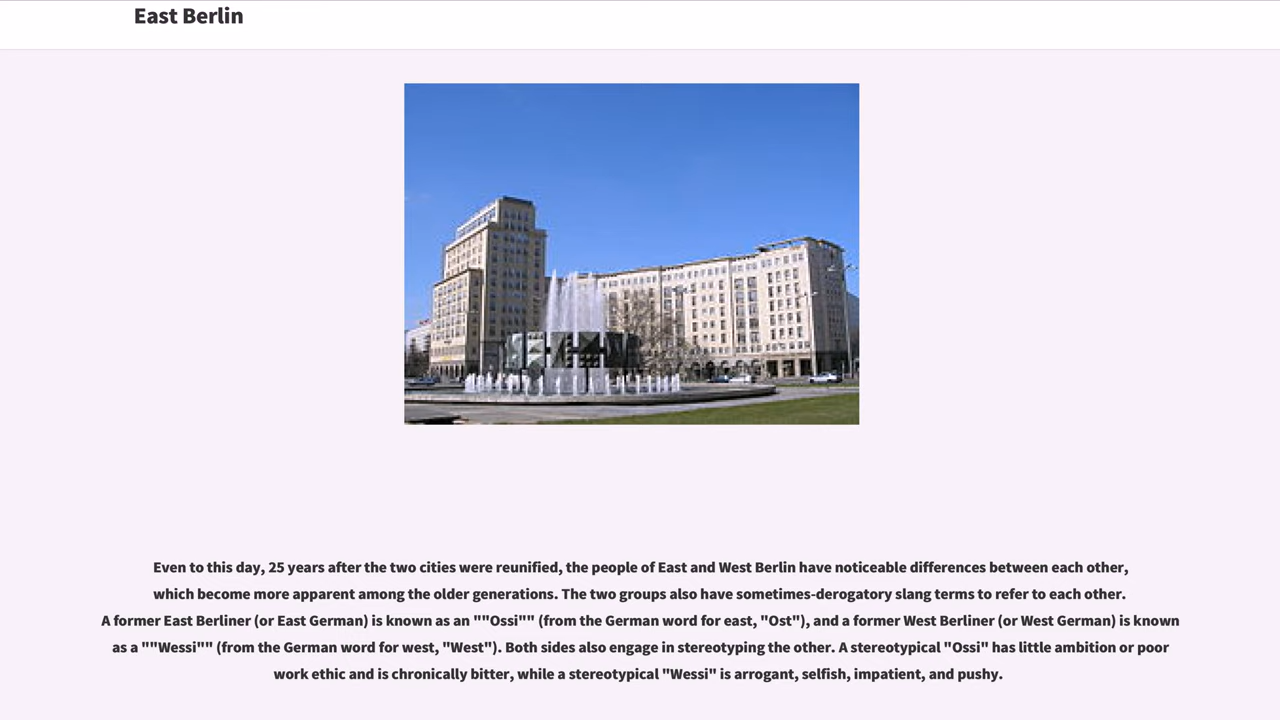 East Berlin
Even to this day, 25 years after the two cities were reunified, the people of East and West Berlin have noticeable differences between each other,
which become more apparent among the older generations. The two groups also have sometimes-derogatory slang terms to refer to each other.
A former East Berliner (or East German) is known as an ""Ossi"" (from the German word for east, "Ost"), and a former West Berliner (or West German) is known
as a ""Wessi"" (from the German word for west, "West"). Both sides also engage in stereotyping the other. A stereotypical "Ossi" has little ambition or poor
work ethic and is chronically bitter, while a stereotypical "Wessi" is arrogant, selfish, impatient, and pushy.